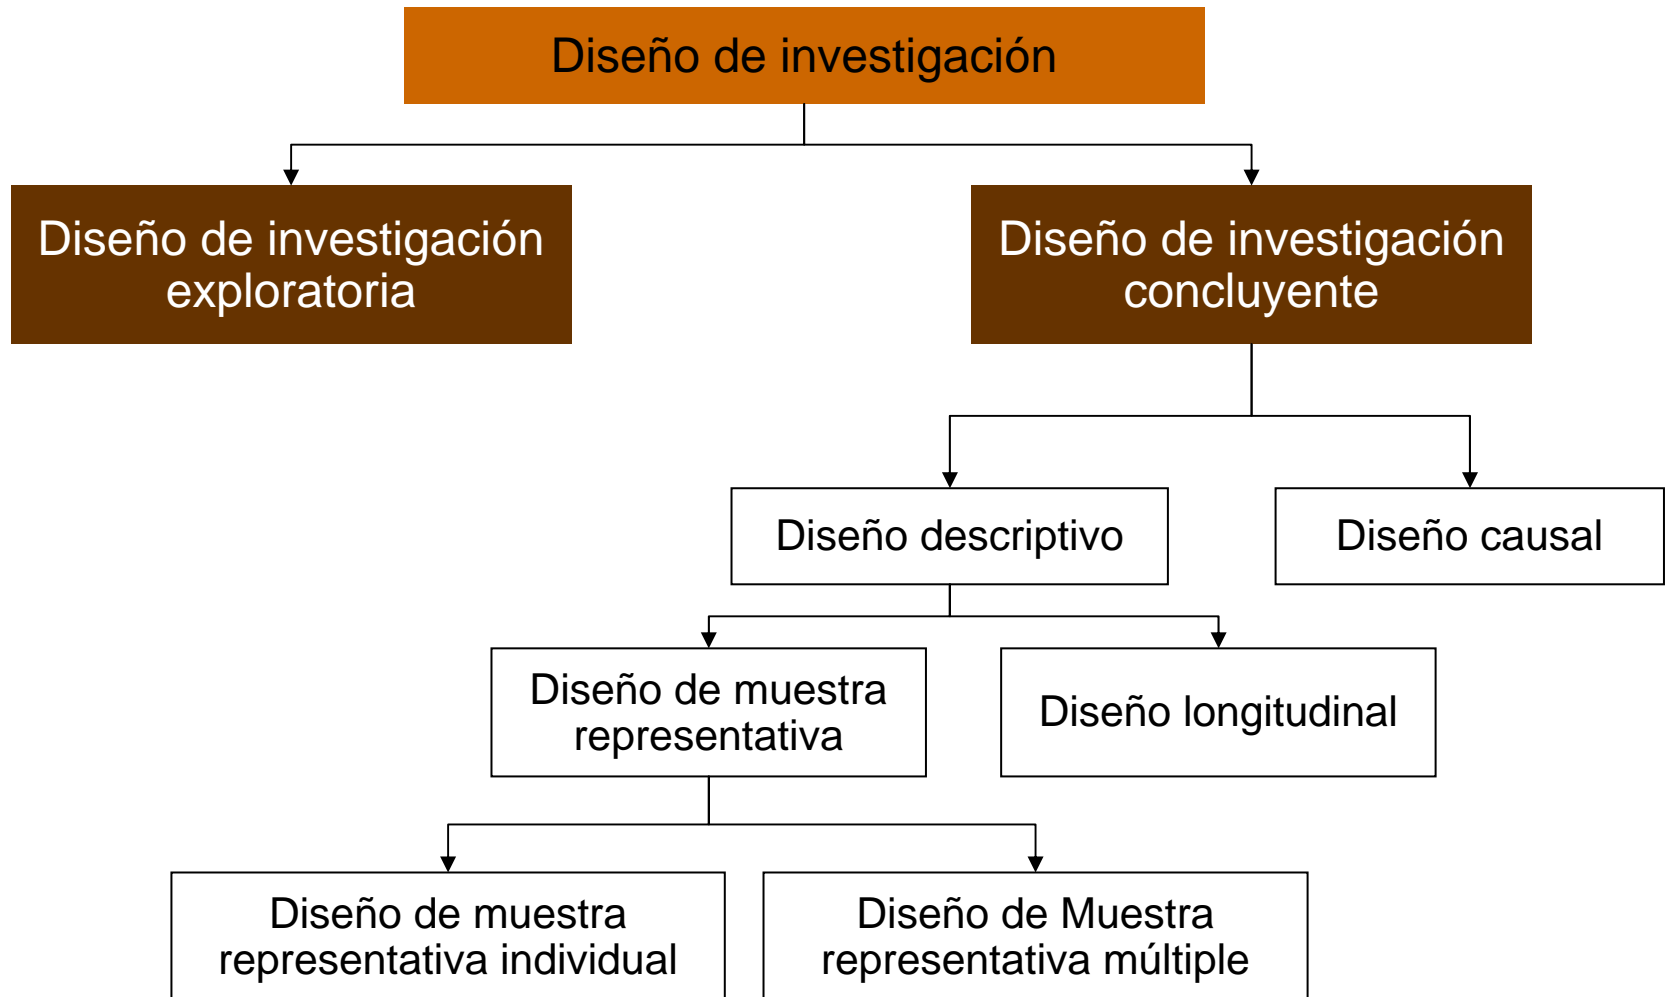 Diseño de investigación
Diseño de investigación
exploratoria
Diseño de investigación
concluyente
Diseño descriptivo
Diseño causal
Diseño de muestra
representativa
Diseño longitudinal
Diseño de muestra
representativa individual
Diseño de Muestra
representativa múltiple